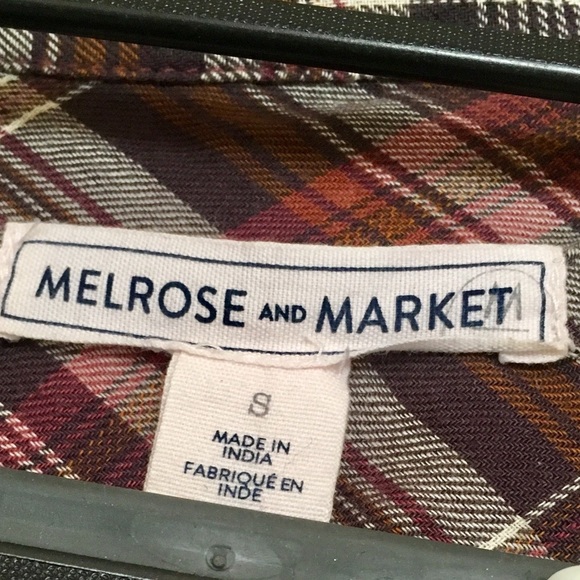 MELROSE AND MARKET
M
S
MADE IN
INDIA
FABRIQUÉ EN
INDE